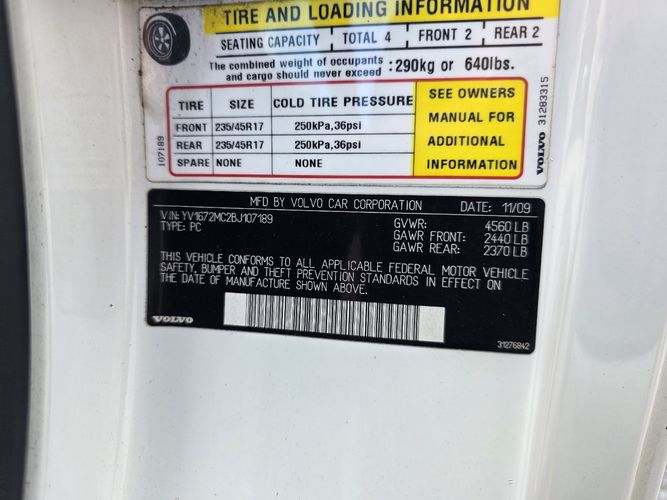 TIRE AND LOADING INFORMATION
SEATING CAPACITY TOTAL 4 FRONT 2 REAR 2
The combined weight of occupants
and cargo should never exceed :290kg or 640lbs.
TIRE SIZE COLD TIRE PRESSURE
FRONT 235/45R17 250kPa,36psi
REAR 235/45R17 250kPa,36psi
SPARE NONE NONE
SEE OWNERS
MANUAL FOR
ADDITIONAL
INFORMATION
107189
VOLVO 31283315
MFD BY VOLVO CAR CORPORATION DATE: 11/09
VIN: YV1672MC2BJ107189
TYPE: PC
GVWR: 4560 LB
GAWR FRONT: 2440 LB
GAWR REAR: 2370 LB
THIS VEHICLE CONFORMS TO ALL APPLICABLE FEDERAL MOTOR VEHICLE
SAFETY, BUMPER AND THEFT PREVENTION STANDARDS IN EFFECT ON
THE DATE OF MANUFACTURE SHOWN ABOVE.
VOLVO
31276842